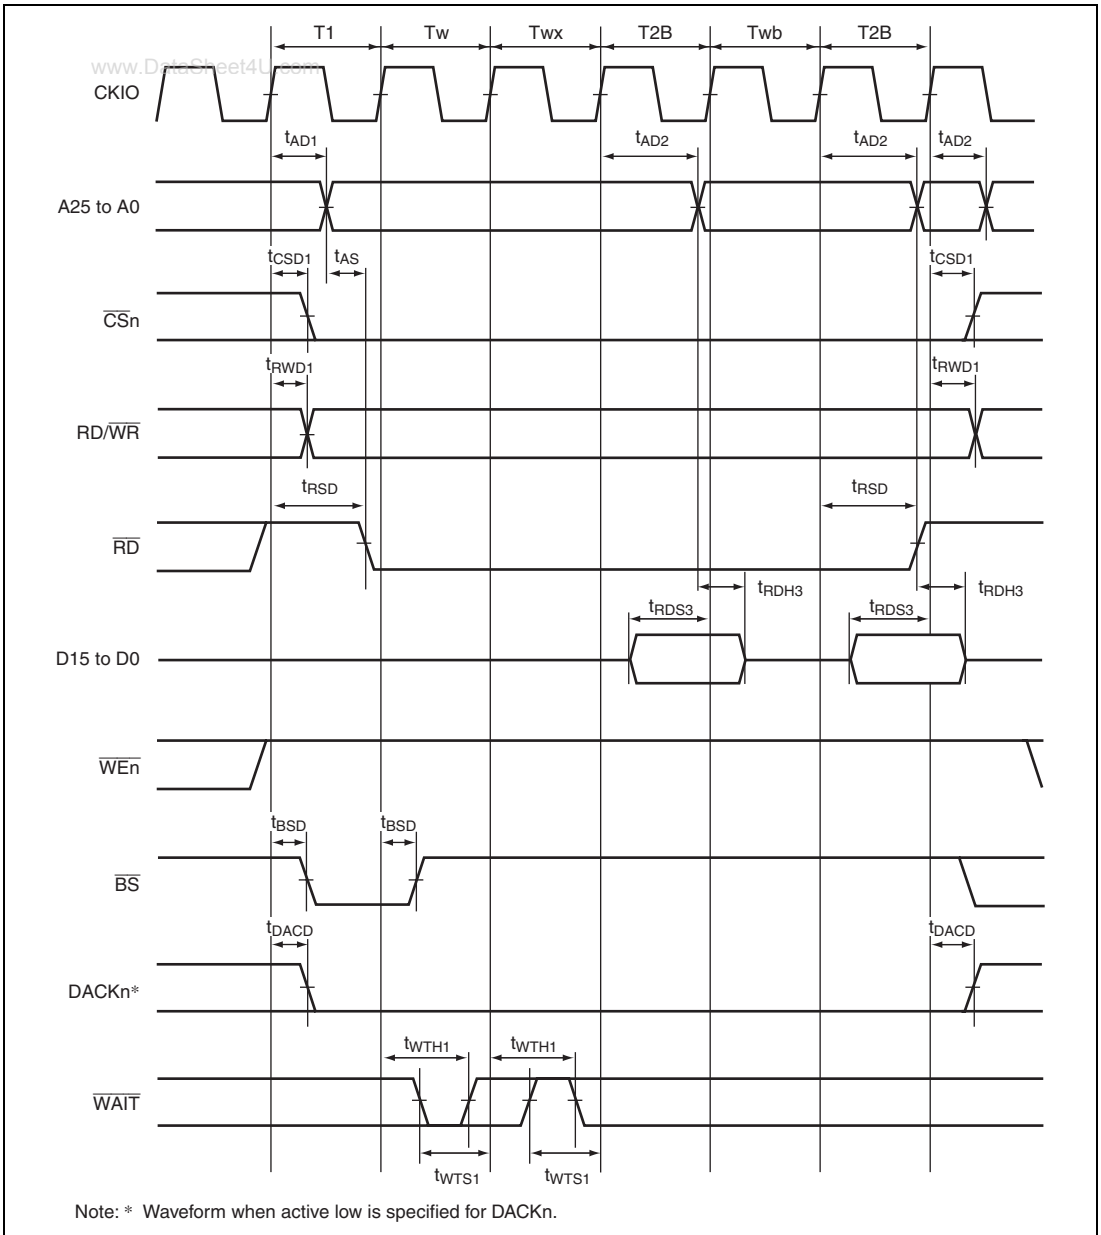 T1 Tw Twx T2B Twb T2B
www.DataSheet4U.com
CKIO
tAD1 tAD2 tAD2 tAD2
A25 to A0
tCSD1 tAS tCSD1
CSn
tRWD1 tRWD1
RD/WR
tRSD tRSD
RD
tRDH3 tRDH3
tRDS3 tRDS3
D15 to D0
WEn
tBSD tBSD
BS
tDACD tDACD
DACKn*
tWTH1 tWTH1
WAIT
tWTS1 tWTS1
Note: * Waveform when active low is specified for DACKn.